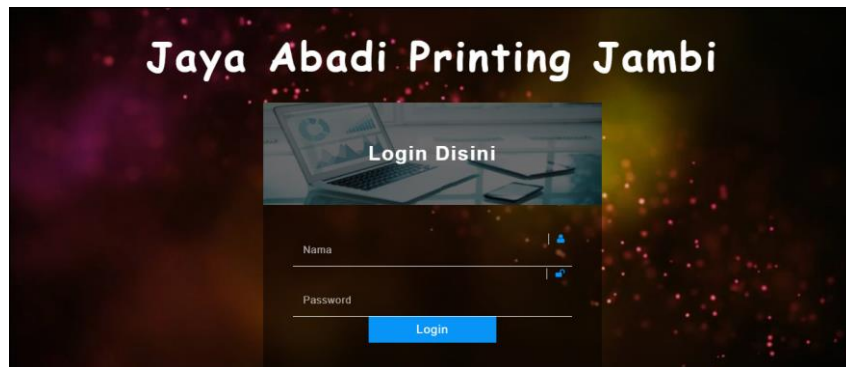 Jaya Abadi Printing Jambi
Login Disini
Nama
Password
Login